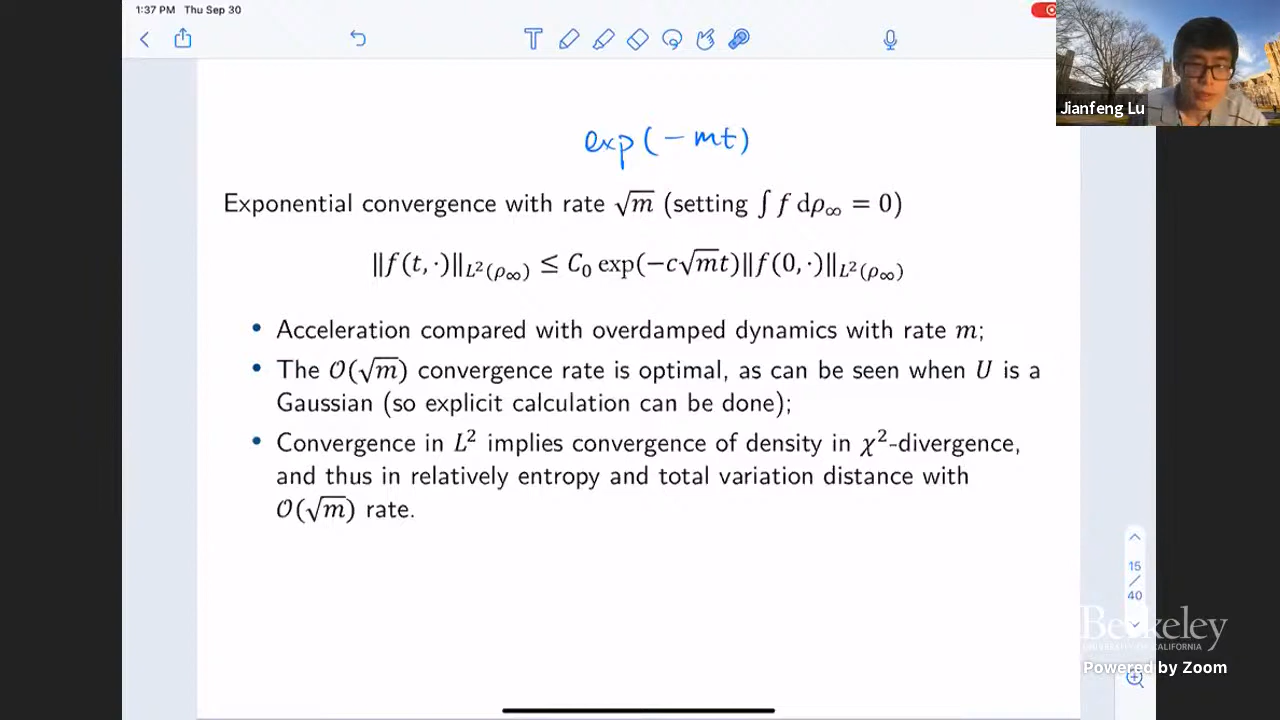 1:37 PM Thu Sep 30
Jianfeng Lu
exp(-mt)
Exponential convergence with rate √m (setting ∫ f dρ∞ = 0)
‖f(t, ·)‖L²(ρ∞) ≤ C₀ exp(−c√mt)‖f(0, ·)‖L²(ρ∞)
• Acceleration compared with overdamped dynamics with rate m;
• The 𝒪(√m) convergence rate is optimal, as can be seen when U is a
Gaussian (so explicit calculation can be done);
• Convergence in L² implies convergence of density in χ²-divergence,
and thus in relatively entropy and total variation distance with
𝒪(√m) rate.
15
/
40
Berkeley
UNIVERSITY OF CALIFORNIA
Powered by Zoom